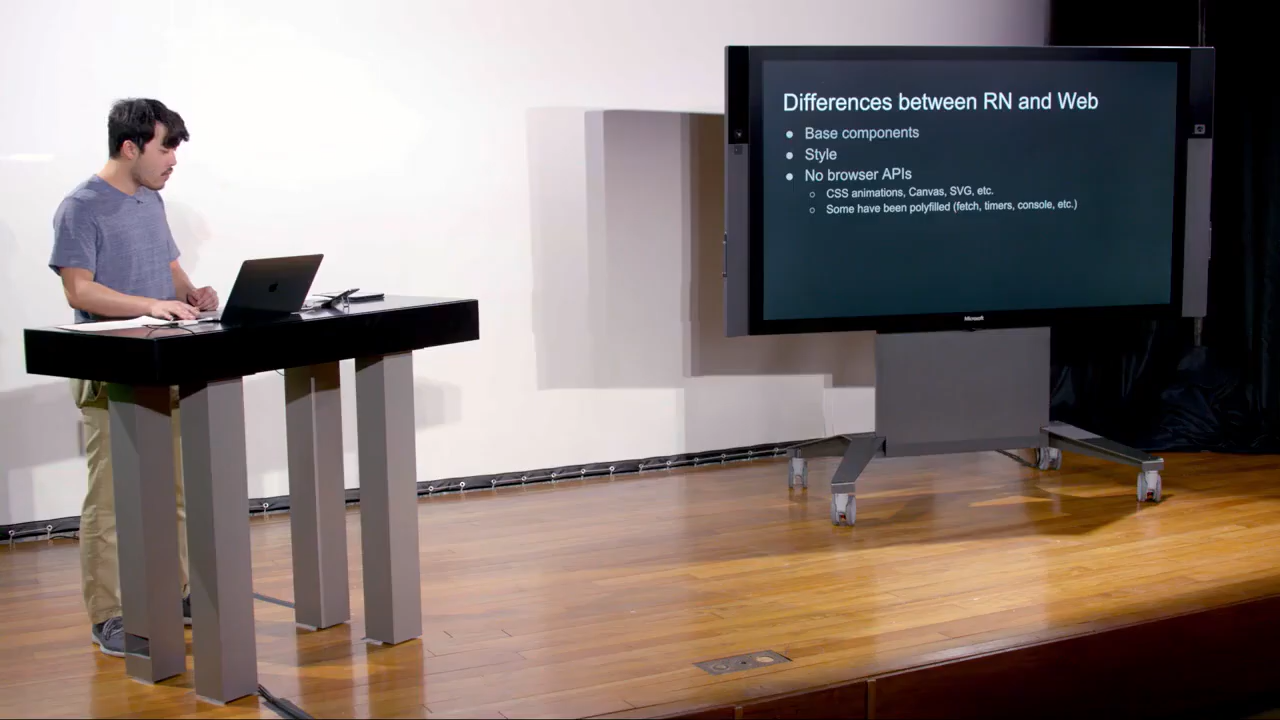 Differences between RN and Web
● Base components
● Style
● No browser APIs
○ CSS animations, Canvas, SVG, etc.
○ Some have been polyfilled (fetch, timers, console, etc.)
Microsoft